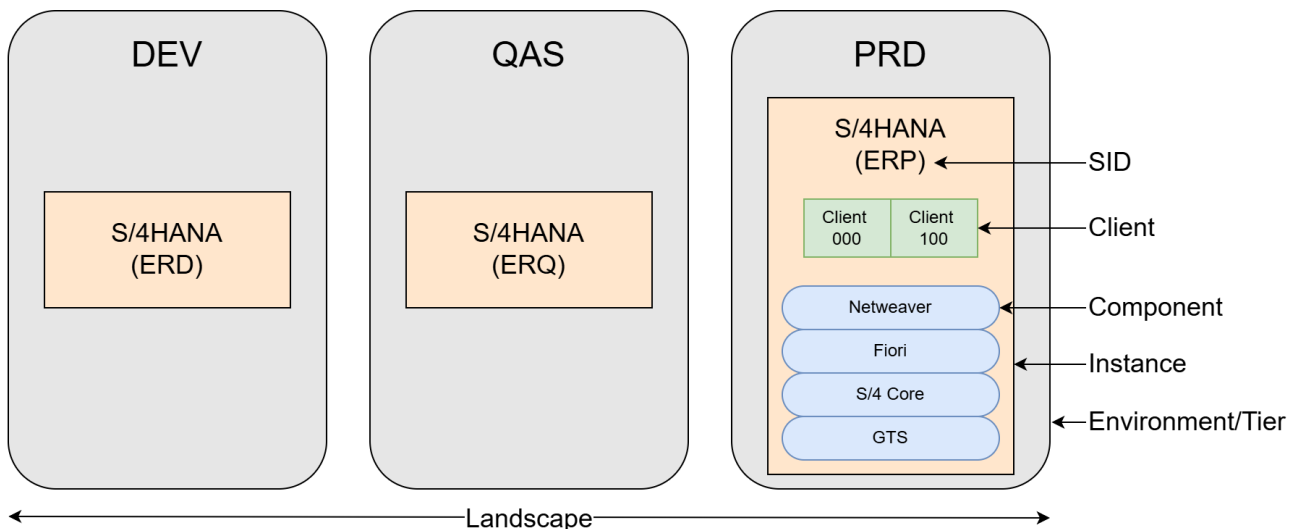 DEV
S/4HANA
(ERD)
QAS
S/4HANA
(ERQ)
PRD
S/4HANA
(ERP)
Client
000
Client
100
Netweaver
Fiori
S/4 Core
GTS
SID
Client
Component
Instance
Environment/Tier
Landscape